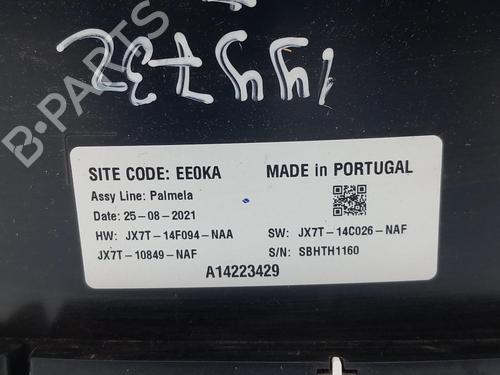 B-PARTS
SITE CODE: EE0KA
MADE in PORTUGAL
Assy Line: Palmela
Date: 25-08-2021
HW: JX7T-14F094-NAA
SW: JX7T-14C026-NAF
JX7T-10849-NAF
S/N: SBHTH1160
A14223429